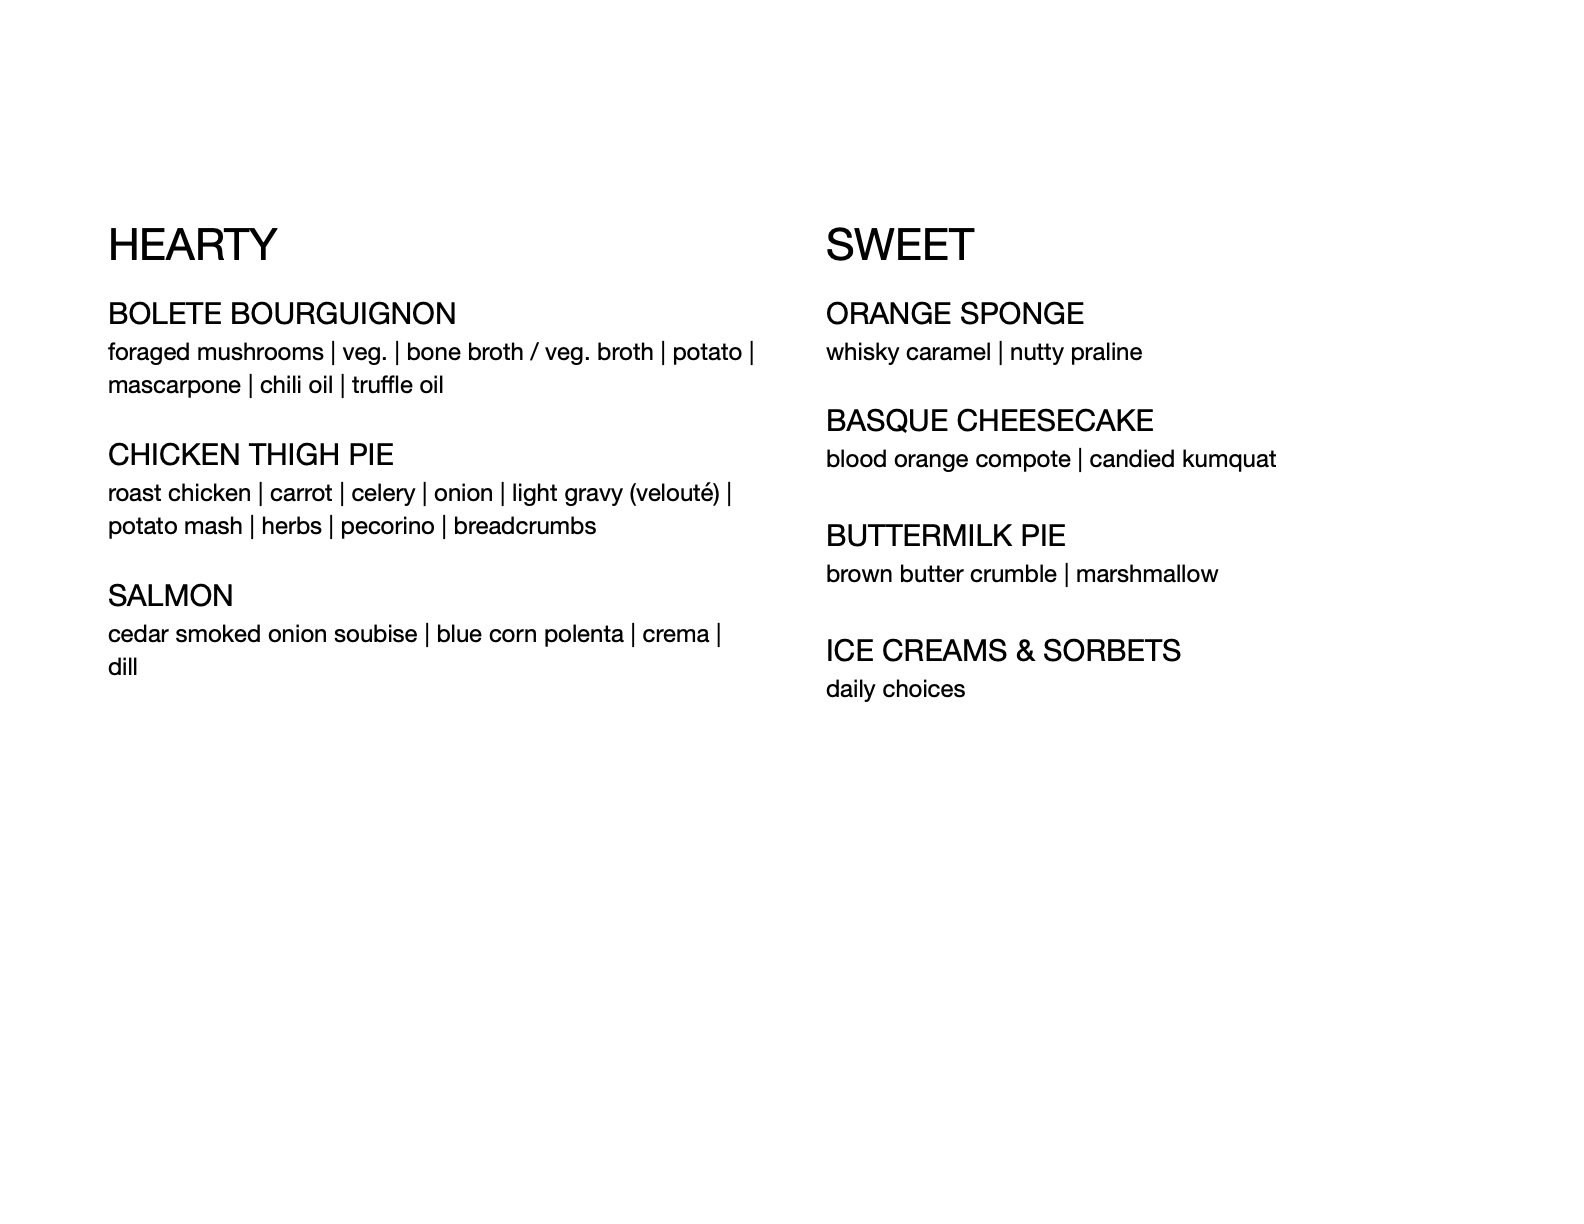 HEARTY
BOLETE BOURGUIGNON
foraged mushrooms | veg. | bone broth / veg. broth | potato |
mascarpone | chili oil | truffle oil
CHICKEN THIGH PIE
roast chicken | carrot | celery | onion | light gravy (velouté) |
potato mash | herbs | pecorino | breadcrumbs
SALMON
cedar smoked onion soubise | blue corn polenta | crema |
dill
SWEET
ORANGE SPONGE
whisky caramel | nutty praline
BASQUE CHEESECAKE
blood orange compote | candied kumquat
BUTTERMILK PIE
brown butter crumble | marshmallow
ICE CREAMS & SORBETS
daily choices